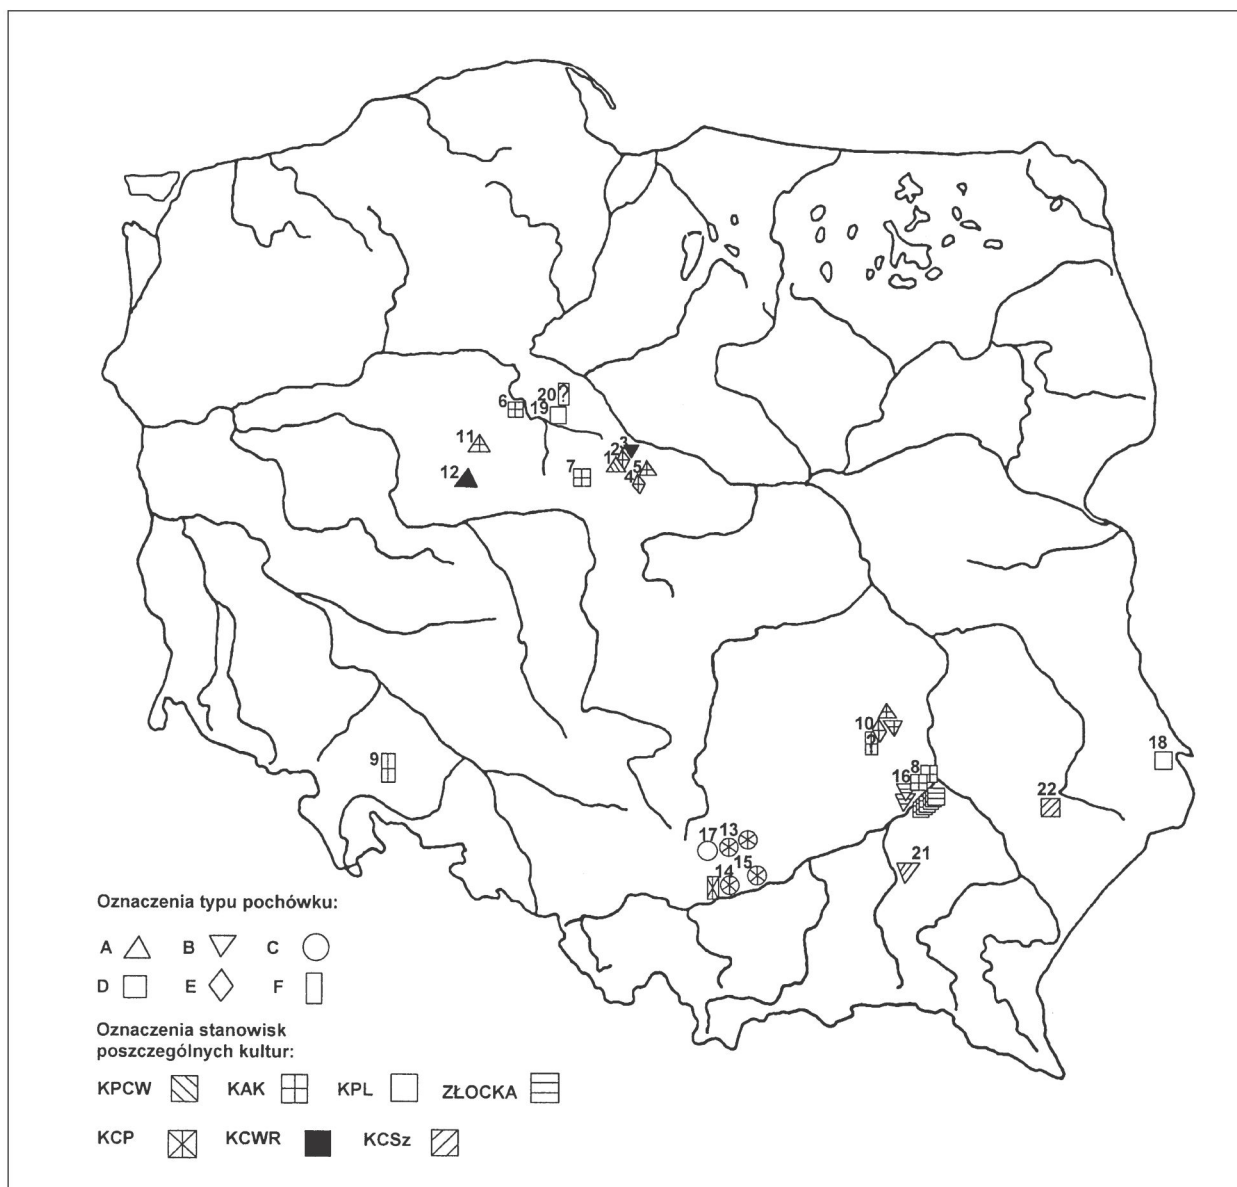 20 ?
6 19
11
3
2
1 5
12 7 4
10
?
18
9 8
16
22
17 13
21
15
14
Oznaczenia typu pochówku:
A B C
D E F
Oznaczenia stanowisk
poszczególnych kultur:
KPCW KAK KPL ZŁOCKA
KCP KCWR KCSz